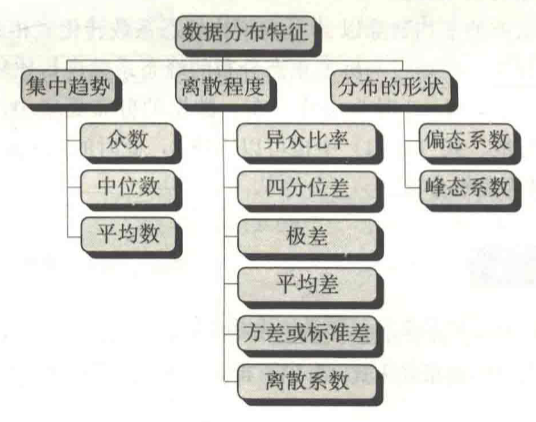 数据分布特征
集中趋势
众数
中位数
平均数
离散程度
异众比率
四分位差
极差
平均差
方差或标准差
离散系数
分布的形状
偏态系数
峰态系数